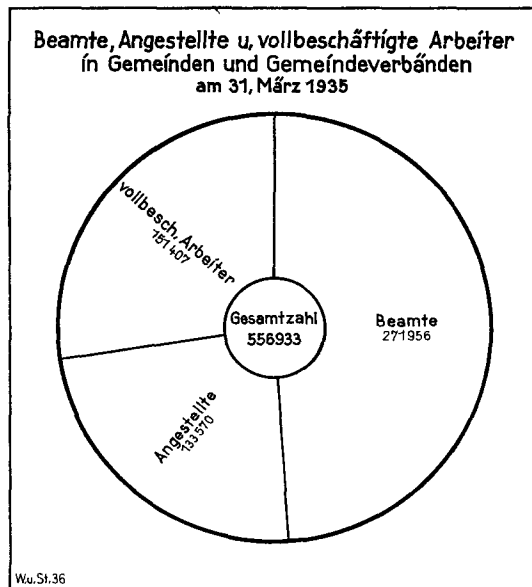 Beamte, Angestellte u, vollbeschäftigte Arbeiter
in Gemeinden und Gemeindeverbänden
am 31, März 1935
vollbesch, Arbeiter
151407
Gesamtzahl
556933
Beamte
271956
Angestellte
133570
W.u.St.36